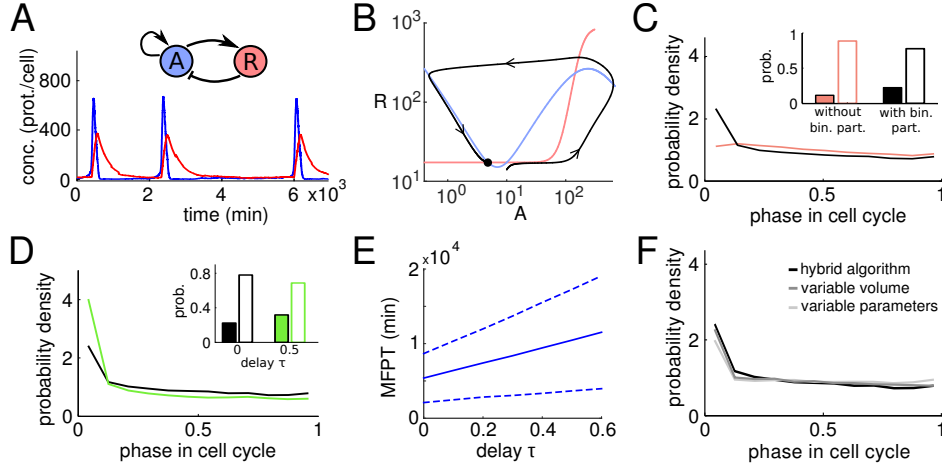 A
A
R
conc. (prot./cell)
800
400
0
0
2
4
6
x10³
time (min)
B
R
10³
10²
10¹
10⁰
10¹
10²
A
C
probability density
4
2
0
0
0.5
1
phase in cell cycle
prob.
1
0.5
0
without
bin. part.
with bin.
part.
D
probability density
4
2
0
0
0.5
1
phase in cell cycle
prob.
0.8
0.4
0
0
0.5
delay τ
E
x10⁴
MFPT (min)
2
1
0
0
0.2
0.4
0.6
delay τ
F
probability density
4
2
0
0
0.5
1
phase in cell cycle
hybrid algorithm
variable volume
variable parameters